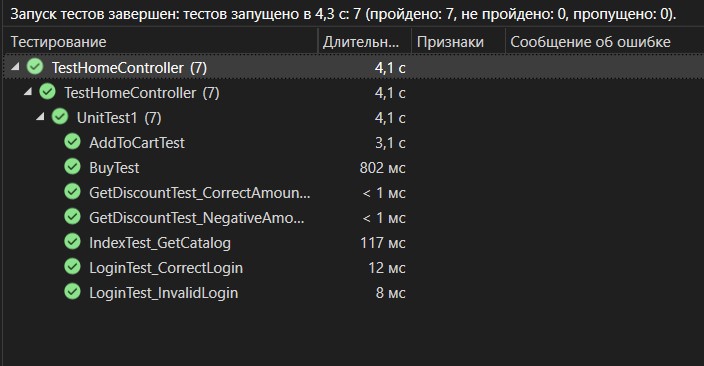 Запуск тестов завершен: тестов запущено в 4,3 с: 7 (пройдено: 7, не пройдено: 0, пропущено: 0).
Тестирование Длительн... Признаки Сообщение об ошибке
TestHomeController (7) 4,1 с
TestHomeController (7) 4,1 с
UnitTest1 (7) 4,1 с
AddToCartTest 3,1 с
BuyTest 802 мс
GetDiscountTest_CorrectAmoun... < 1 мс
GetDiscountTest_NegativeAmo... < 1 мс
IndexTest_GetCatalog 117 мс
LoginTest_CorrectLogin 12 мс
LoginTest_InvalidLogin 8 мс